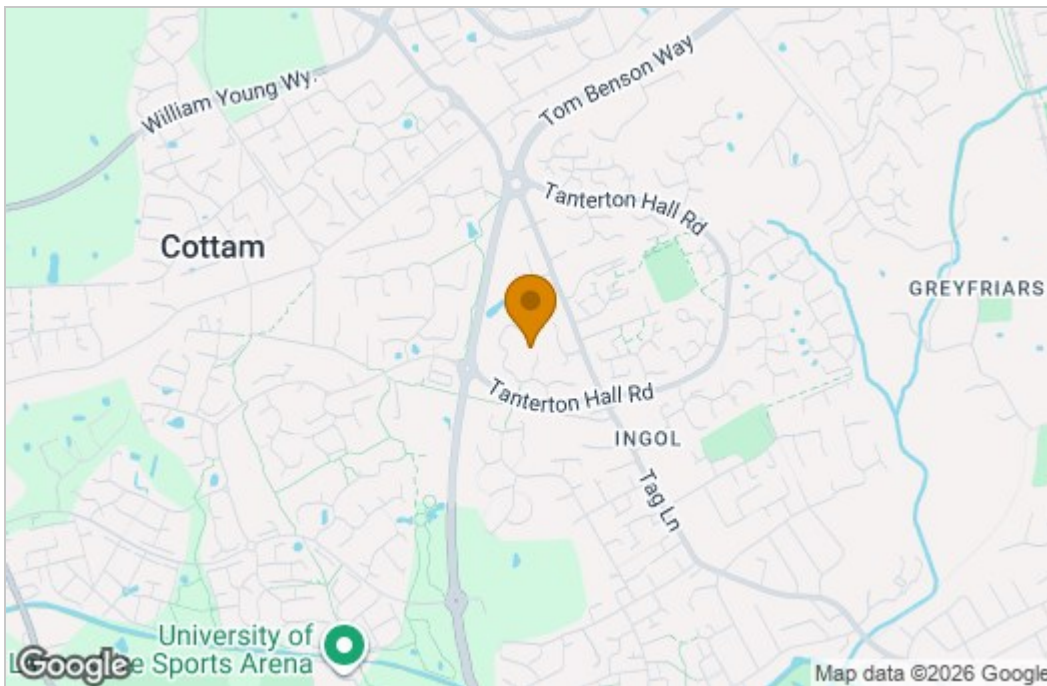 William Young Wy.
Tom Benson Way
Tanterton Hall Rd
Cottam
GREYFRIARS
Tanterton Hall Rd
INGOL
Tag Ln
University of
e Sports Arena
Google
Map data ©2026 Google